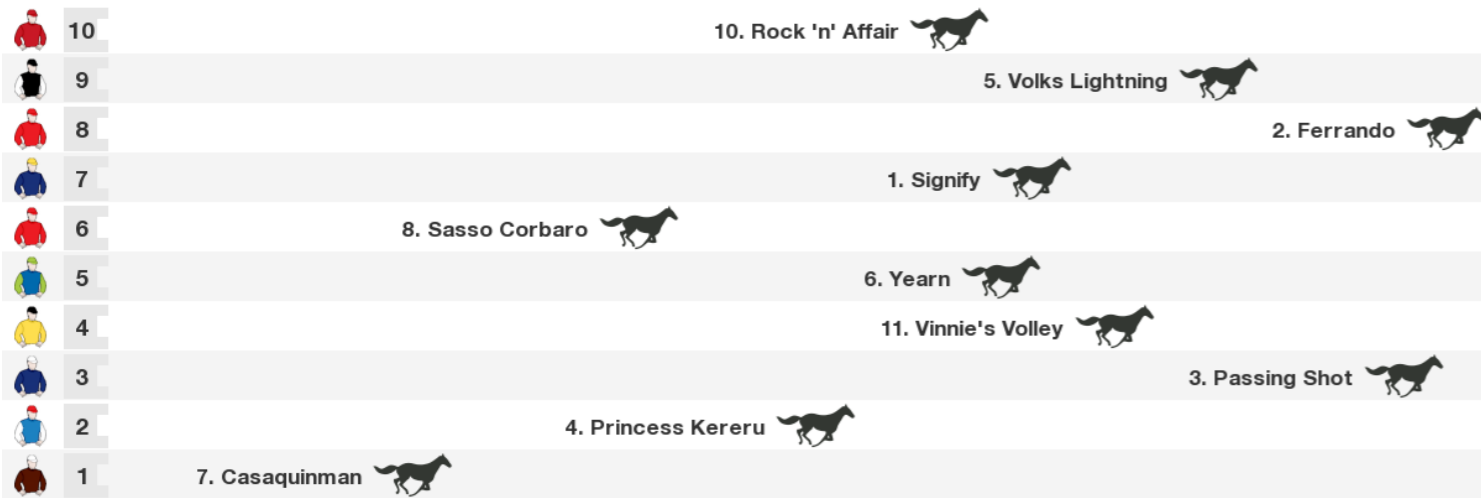 10 10. Rock 'n' Affair
9 5. Volks Lightning
8 2. Ferrando
7 1. Signify
6 8. Sasso Corbaro
5 6. Yearn
4 11. Vinnie's Volley
3 3. Passing Shot
2 4. Princess Kereru
1 7. Casaquinman